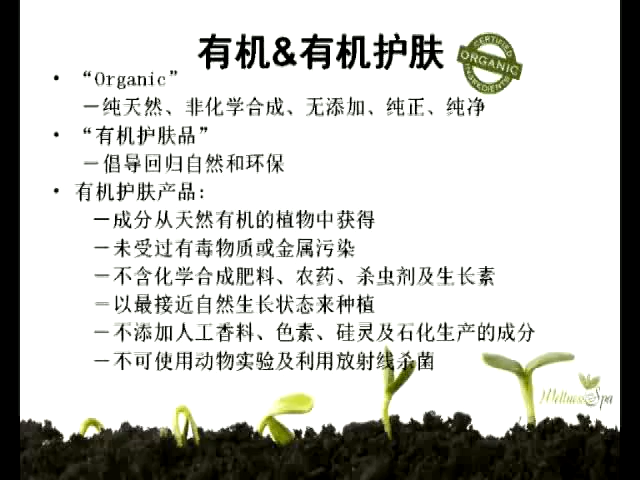 有机&有机护肤
CERTIFIED
ORGANIC
INGREDIENTS
• “Organic”
－纯天然、非化学合成、无添加、纯正、纯净
• “有机护肤品”
－倡导回归自然和环保
• 有机护肤产品:
－成分从天然有机的植物中获得
－未受过有毒物质或金属污染
－不含化学合成肥料、农药、杀虫剂及生长素
＝以最接近自然生长状态来种植
－不添加人工香料、色素、硅灵及石化生产的成分
－不可使用动物实验及利用放射线杀菌
Wellness Spa